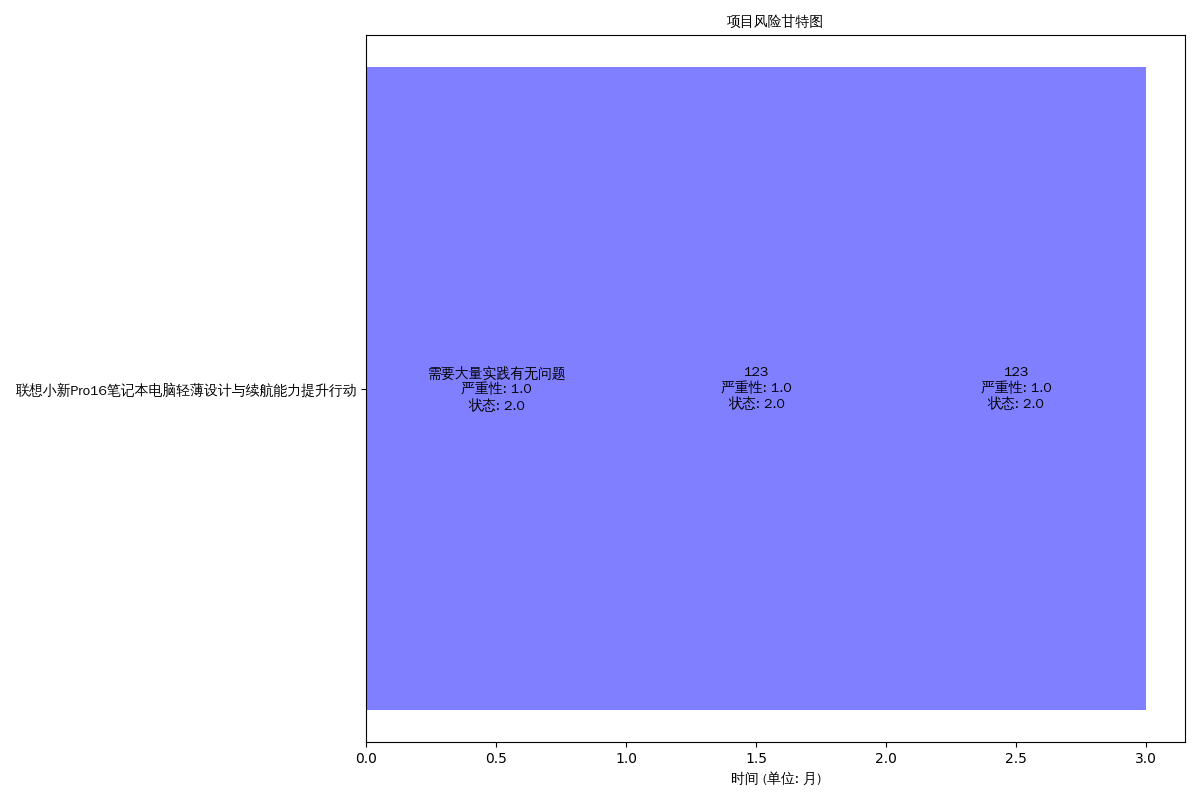 项目风险甘特图
联想小新Pro16笔记本电脑轻薄设计与续航能力提升行动
需要大量实践有无问题
严重性: 1.0
状态: 2.0
123
严重性: 1.0
状态: 2.0
123
严重性: 1.0
状态: 2.0
0.0 0.5 1.0 1.5 2.0 2.5 3.0
时间 (单位: 月)